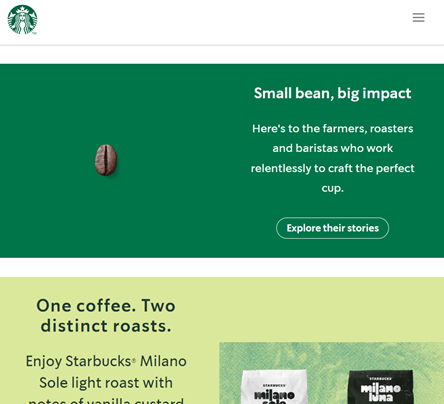 Small bean, big impact
Here's to the farmers, roasters
and baristas who work
relentlessly to craft the perfect
cup.
Explore their stories
One coffee. Two
distinct roasts.
Enjoy Starbucks® Milano
Sole light roast with
notes of vanilla custard
STARBUCKS
milano
sole
STARBUCKS
milano
luna